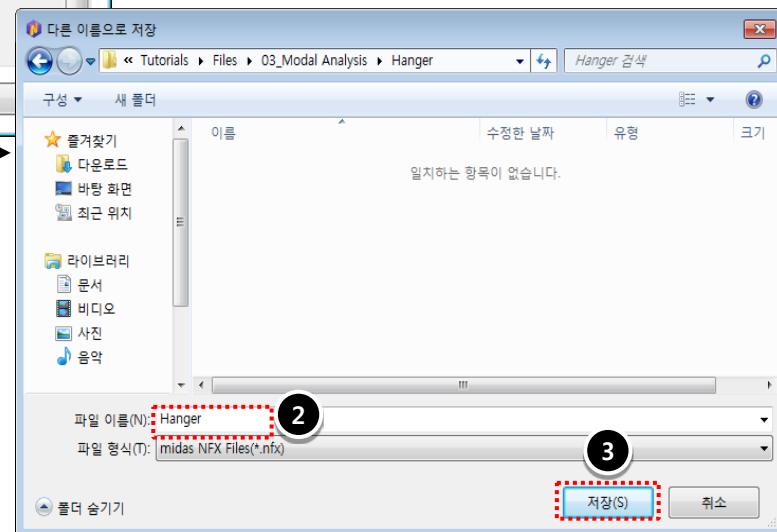 다른 이름으로 저장
« Tutorials ▸ Files ▸ 03_Modal Analysis ▸ Hanger
Hanger 검색
구성 새 폴더
즐겨찾기
다운로드
바탕 화면
최근 위치
라이브러리
문서
비디오
사진
음악
이름 수정한 날짜 유형 크기
일치하는 항목이 없습니다.
파일 이름(N): Hanger
2
파일 형식(T): midas NFX Files(*.nfx)
3
폴더 숨기기
저장(S) 취소